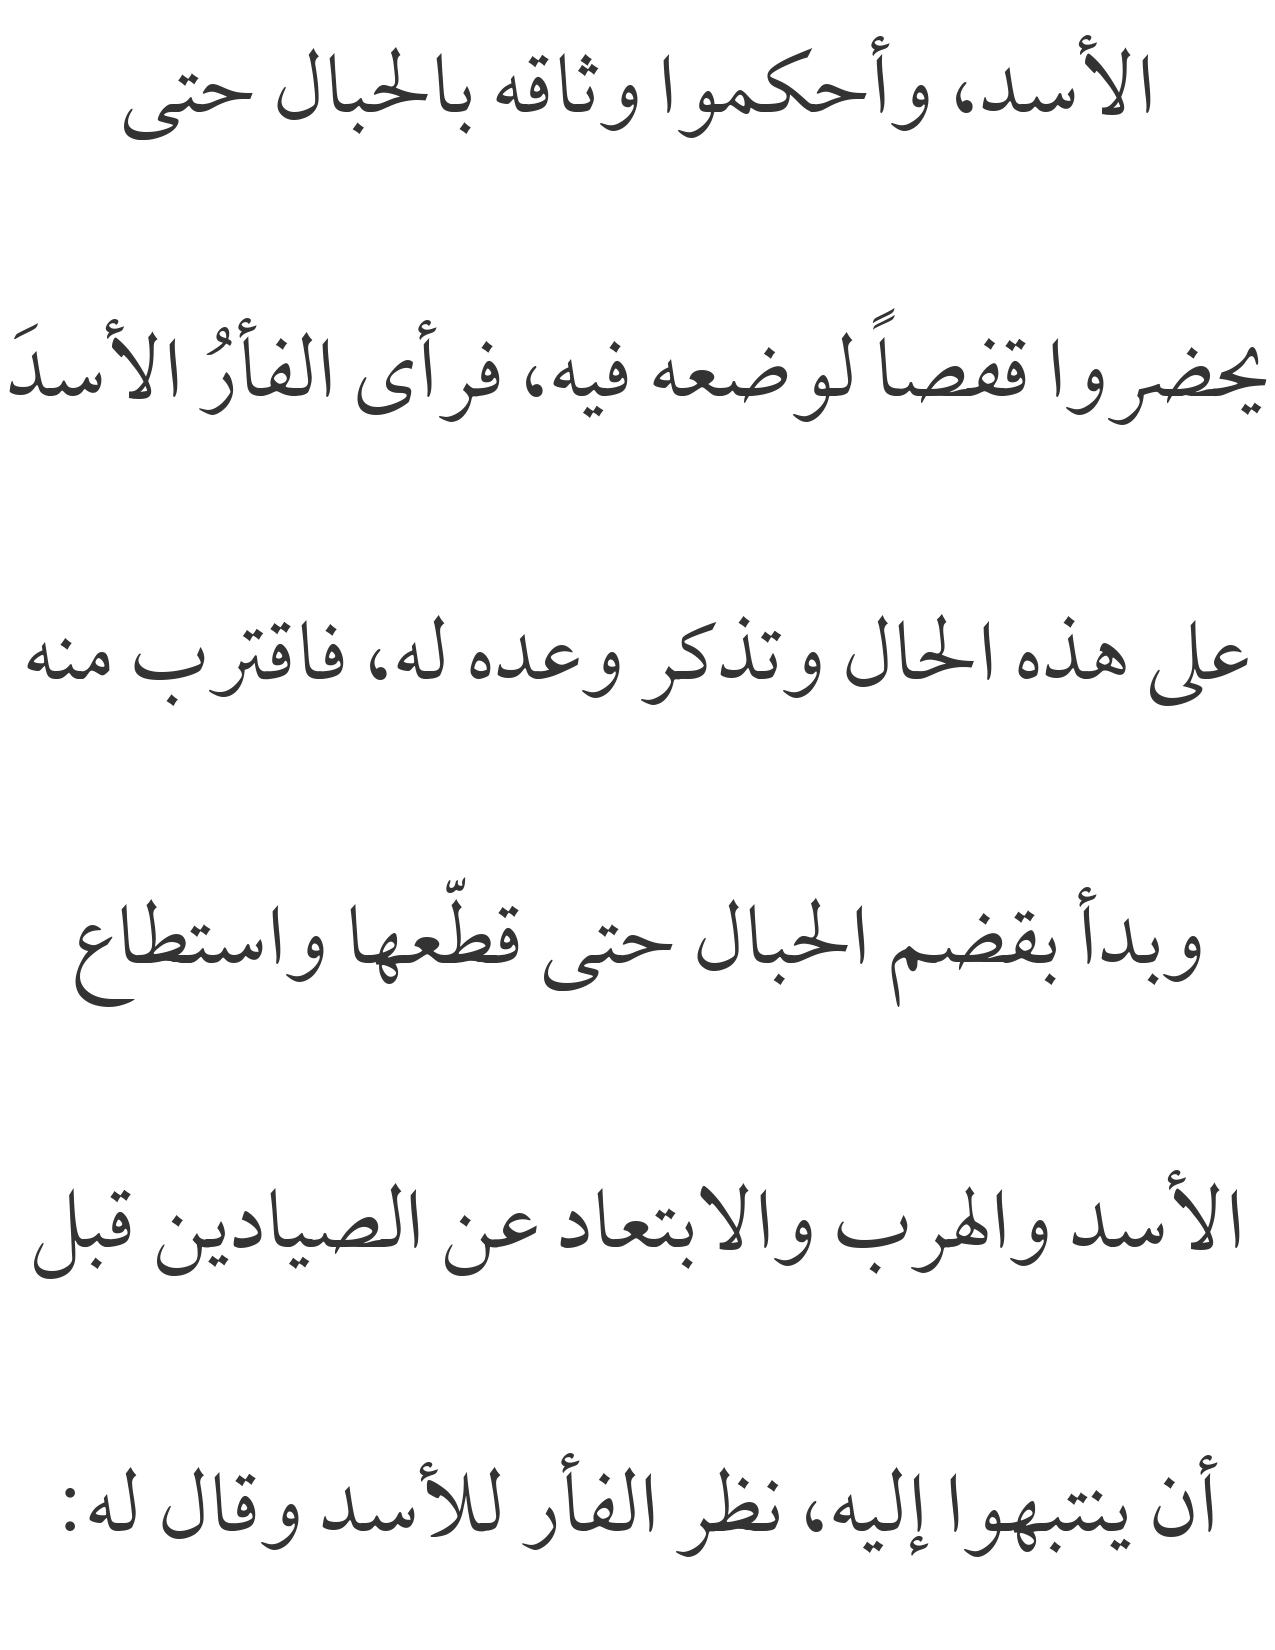 الأسد، وأحكموا وثاقه بالحبال حتى
يحضروا قفصاً لوضعه فيه، فرأى الفأرُ الأسدَ
على هذه الحال وتذكر وعده له، فاقترب منه
وبدأ بقضم الحبال حتى قطّعها واستطاع
الأسد والهرب والابتعاد عن الصيادين قبل
أن ينتبهوا إليه، نظر الفأر للأسد وقال له: